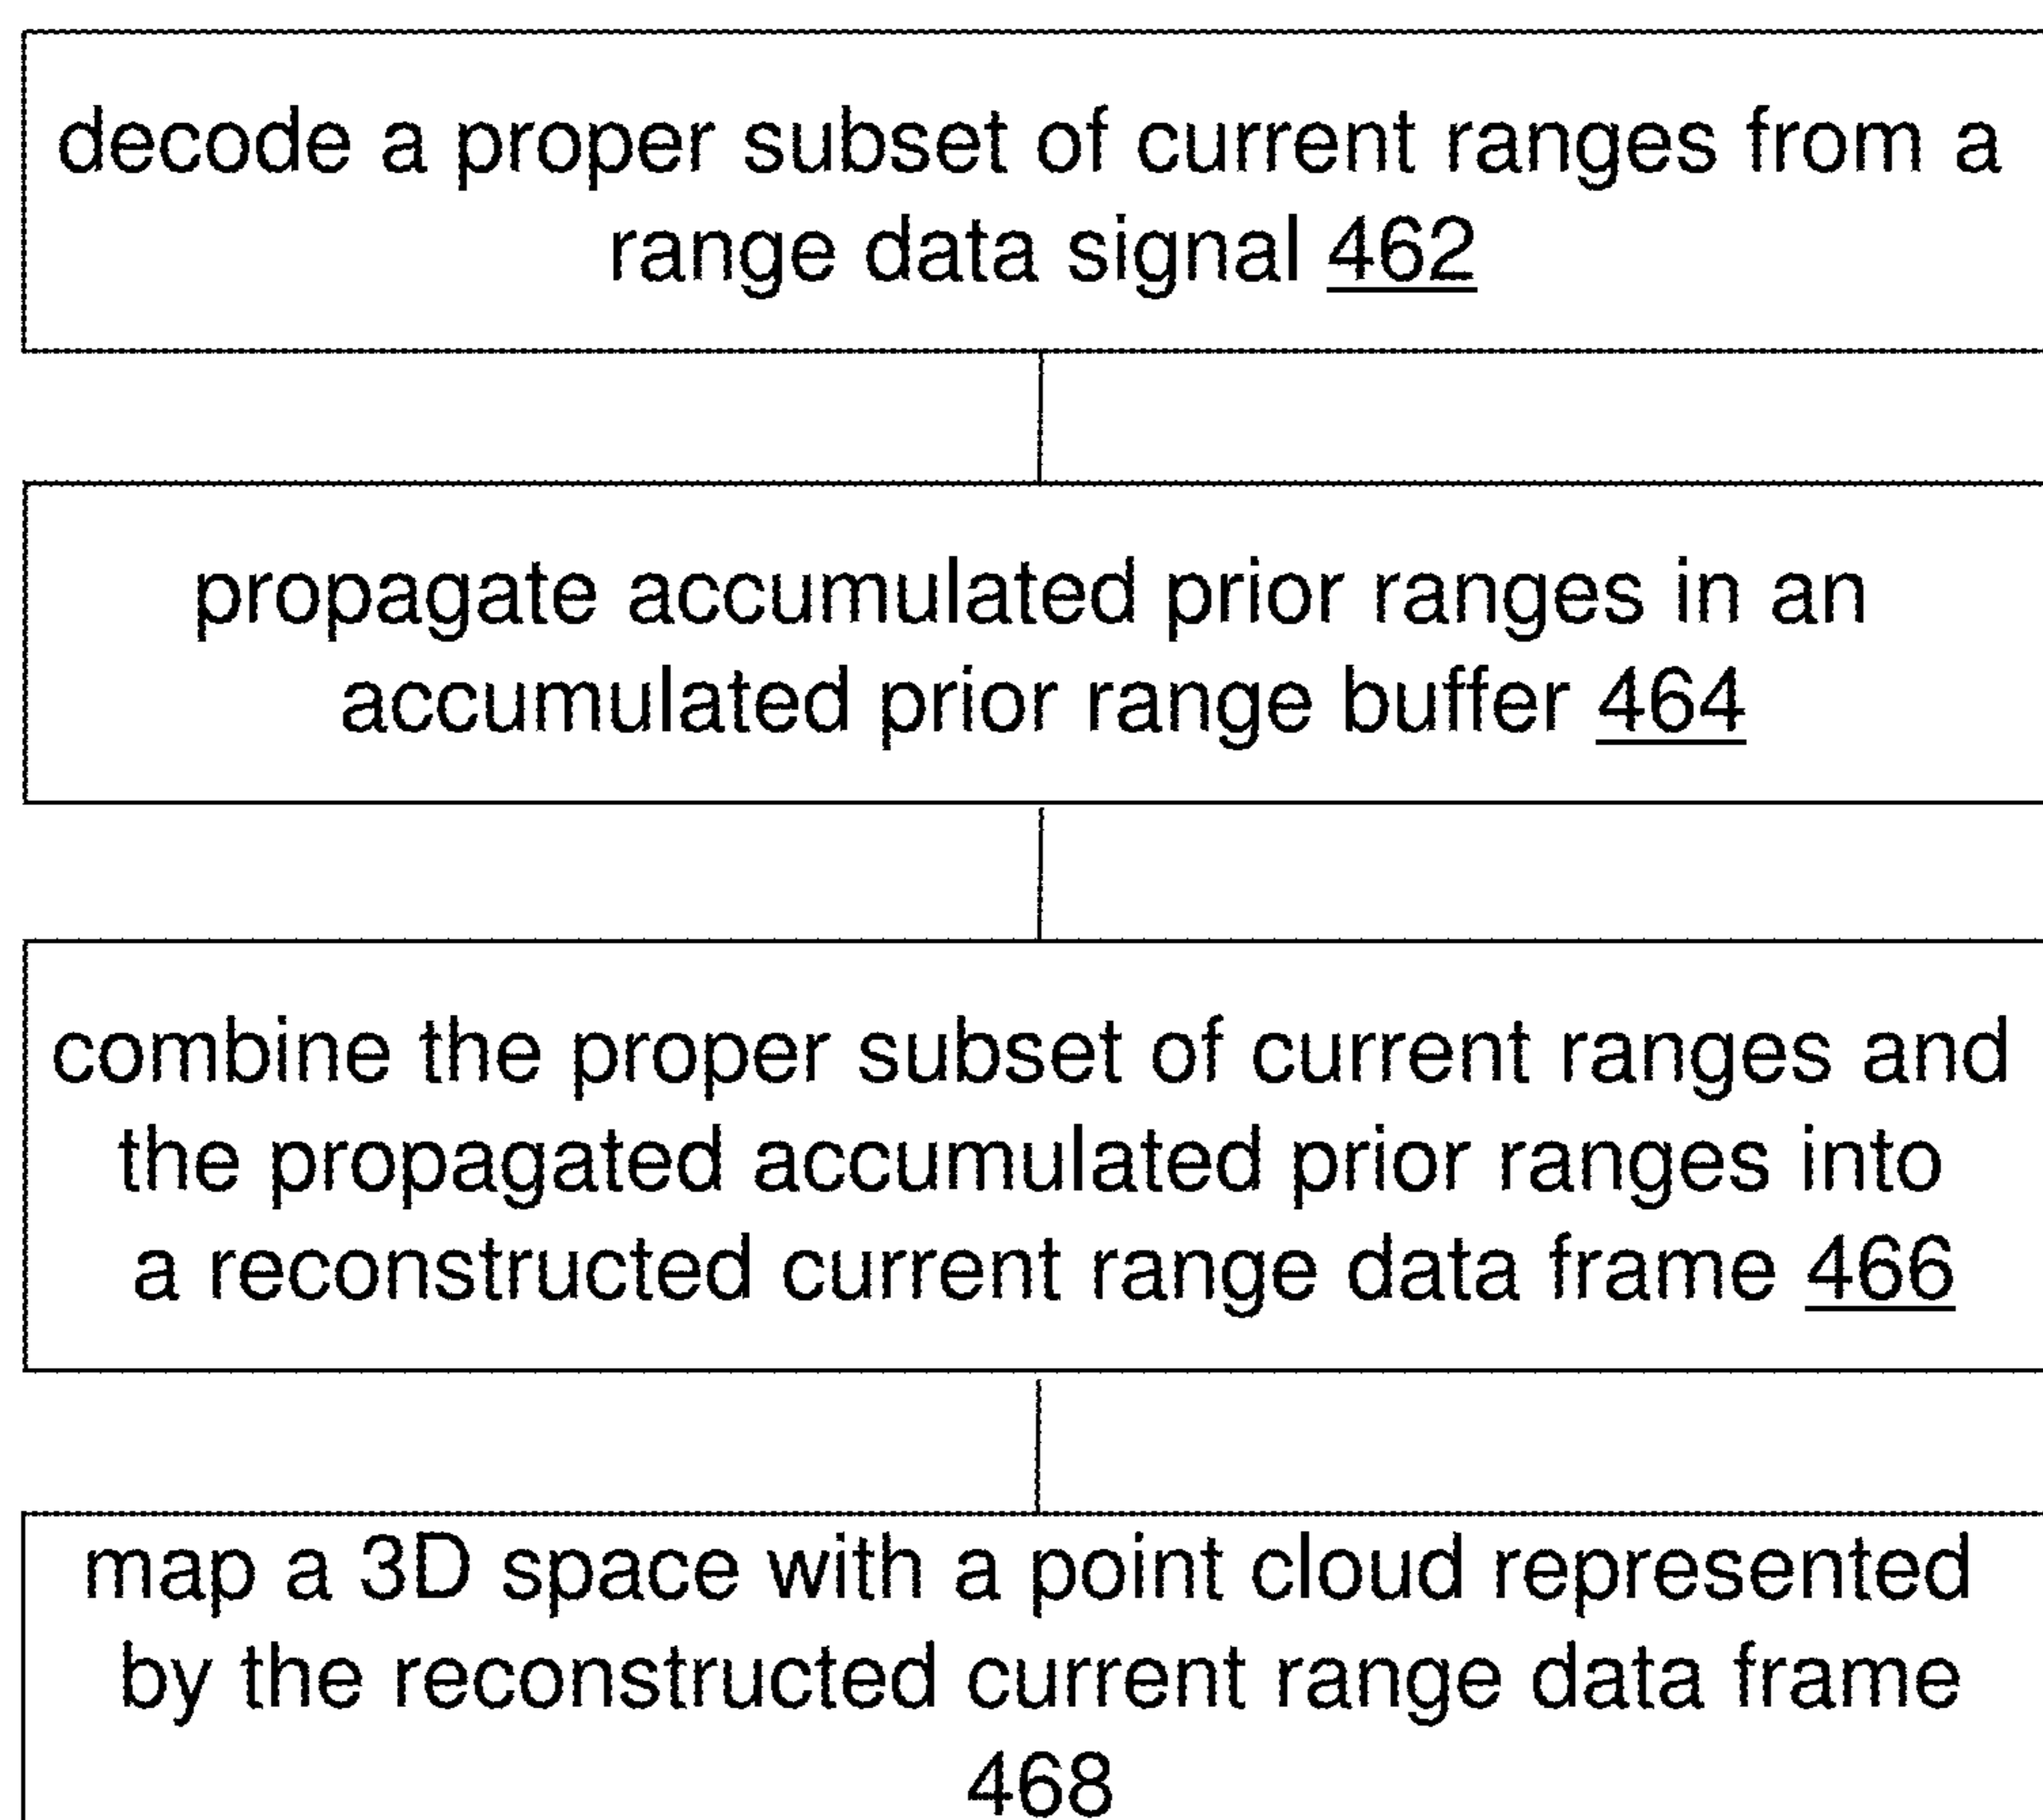 decode a proper subset of current ranges from a
range data signal 462
propagate accumulated prior ranges in an
accumulated prior range buffer 464
combine the proper subset of current ranges and
the propagated accumulated prior ranges into
a reconstructed current range data frame 466
map a 3D space with a point cloud represented
by the reconstructed current range data frame
468